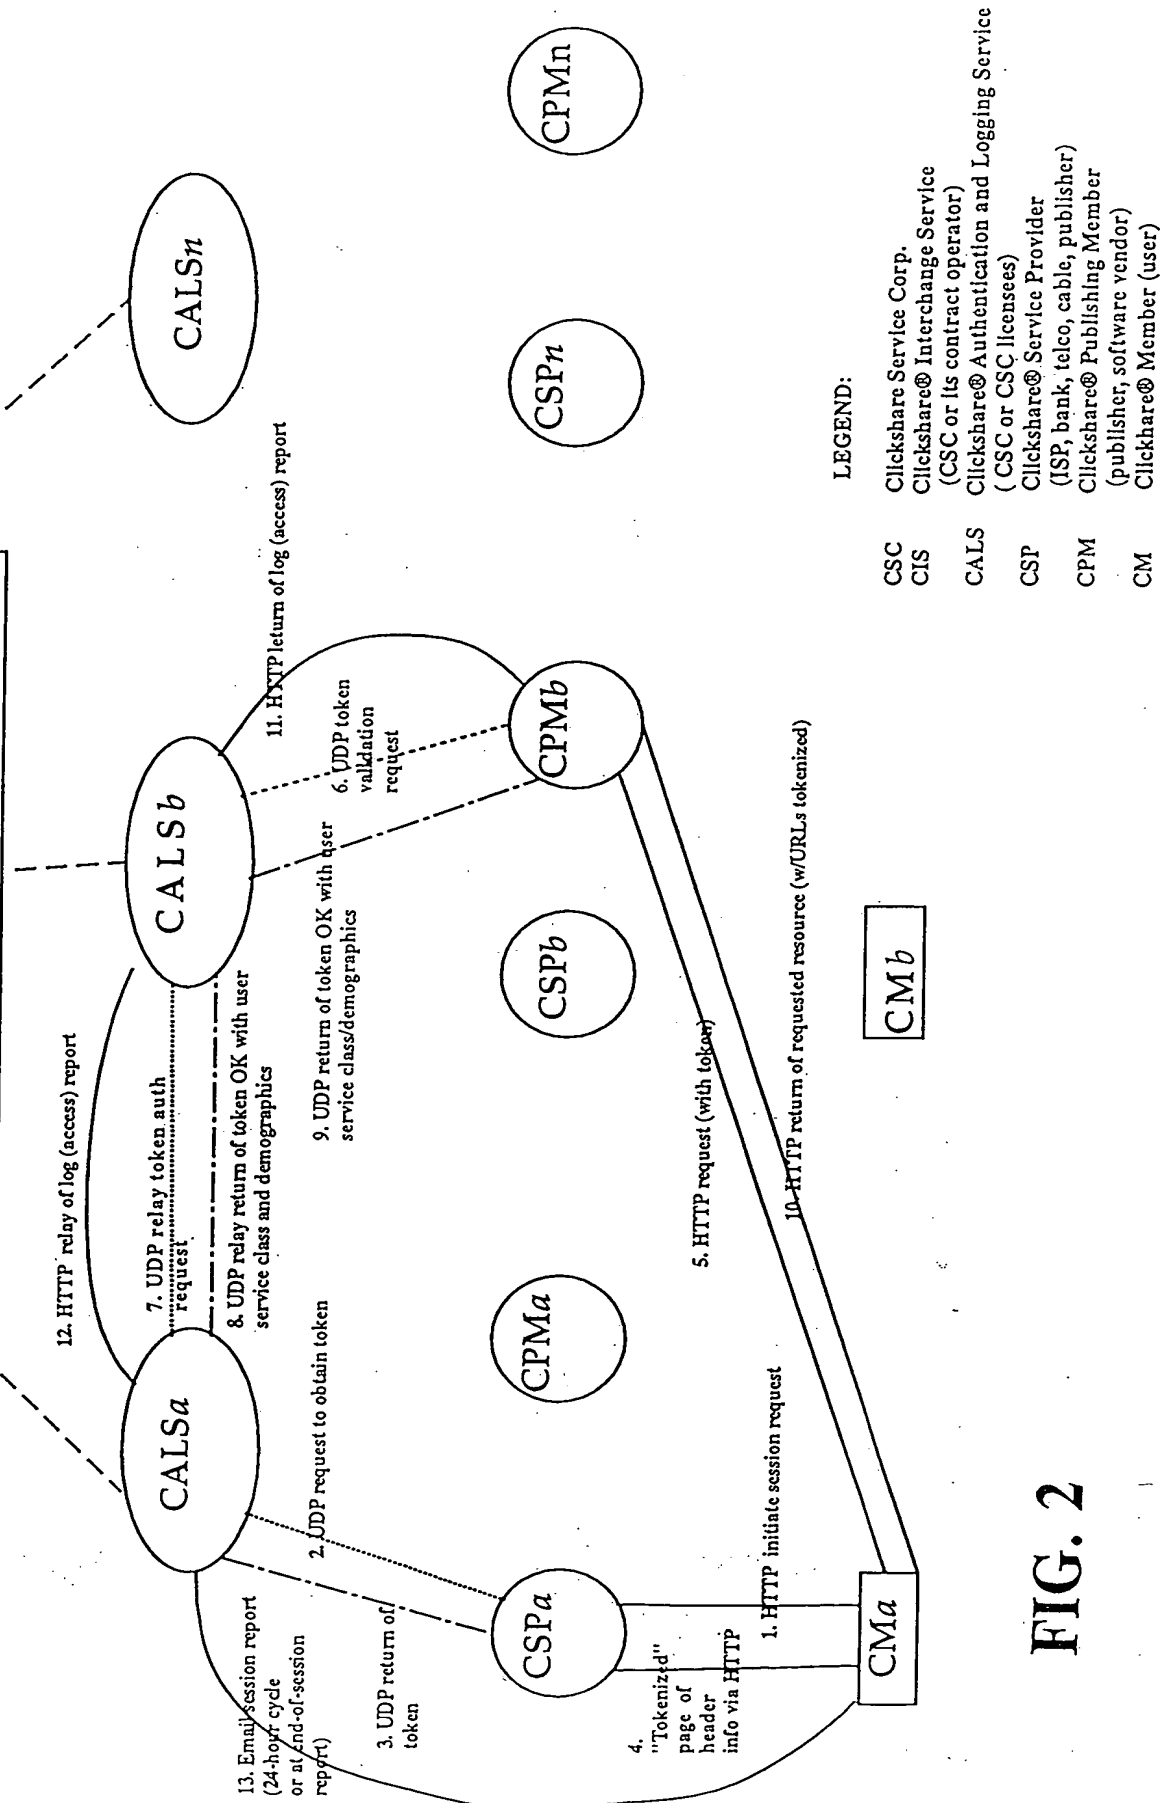 CALSa
CALSb
CALSn
12. HTTP relay of log (access) report
7. UDP relay token auth
request
8. UDP relay return of token OK with user
service class and demographics
11. HTTP return of log (access) report
6. UDP token
validation
request
9. UDP return of token OK with user
service class/demographics
2. UDP request to obtain token
13. Email session report
(24-hour cycle
or at end-of-session
report)
3. UDP return of
token
CSPa
CPMa
CSPb
CPMb
CSPn
CPMn
4.
"Tokenized"
page of
header
info via HTTP
1. HTTP initiate session request
5. HTTP request (with token)
10. HTTP return of requested resource (w/URLs tokenized)
CMa
CMb
LEGEND:
CSC Clickshare Service Corp.
CIS Clickshare® Interchange Service
(CSC or its contract operator)
CALS Clickshare® Authentication and Logging Service
( CSC or CSC licensees)
CSP Clickshare® Service Provider
(ISP, bank, telco, cable, publisher)
CPM Clickshare® Publishing Member
(publisher, software vendor)
CM Clickhare® Member (user)
FIG. 2